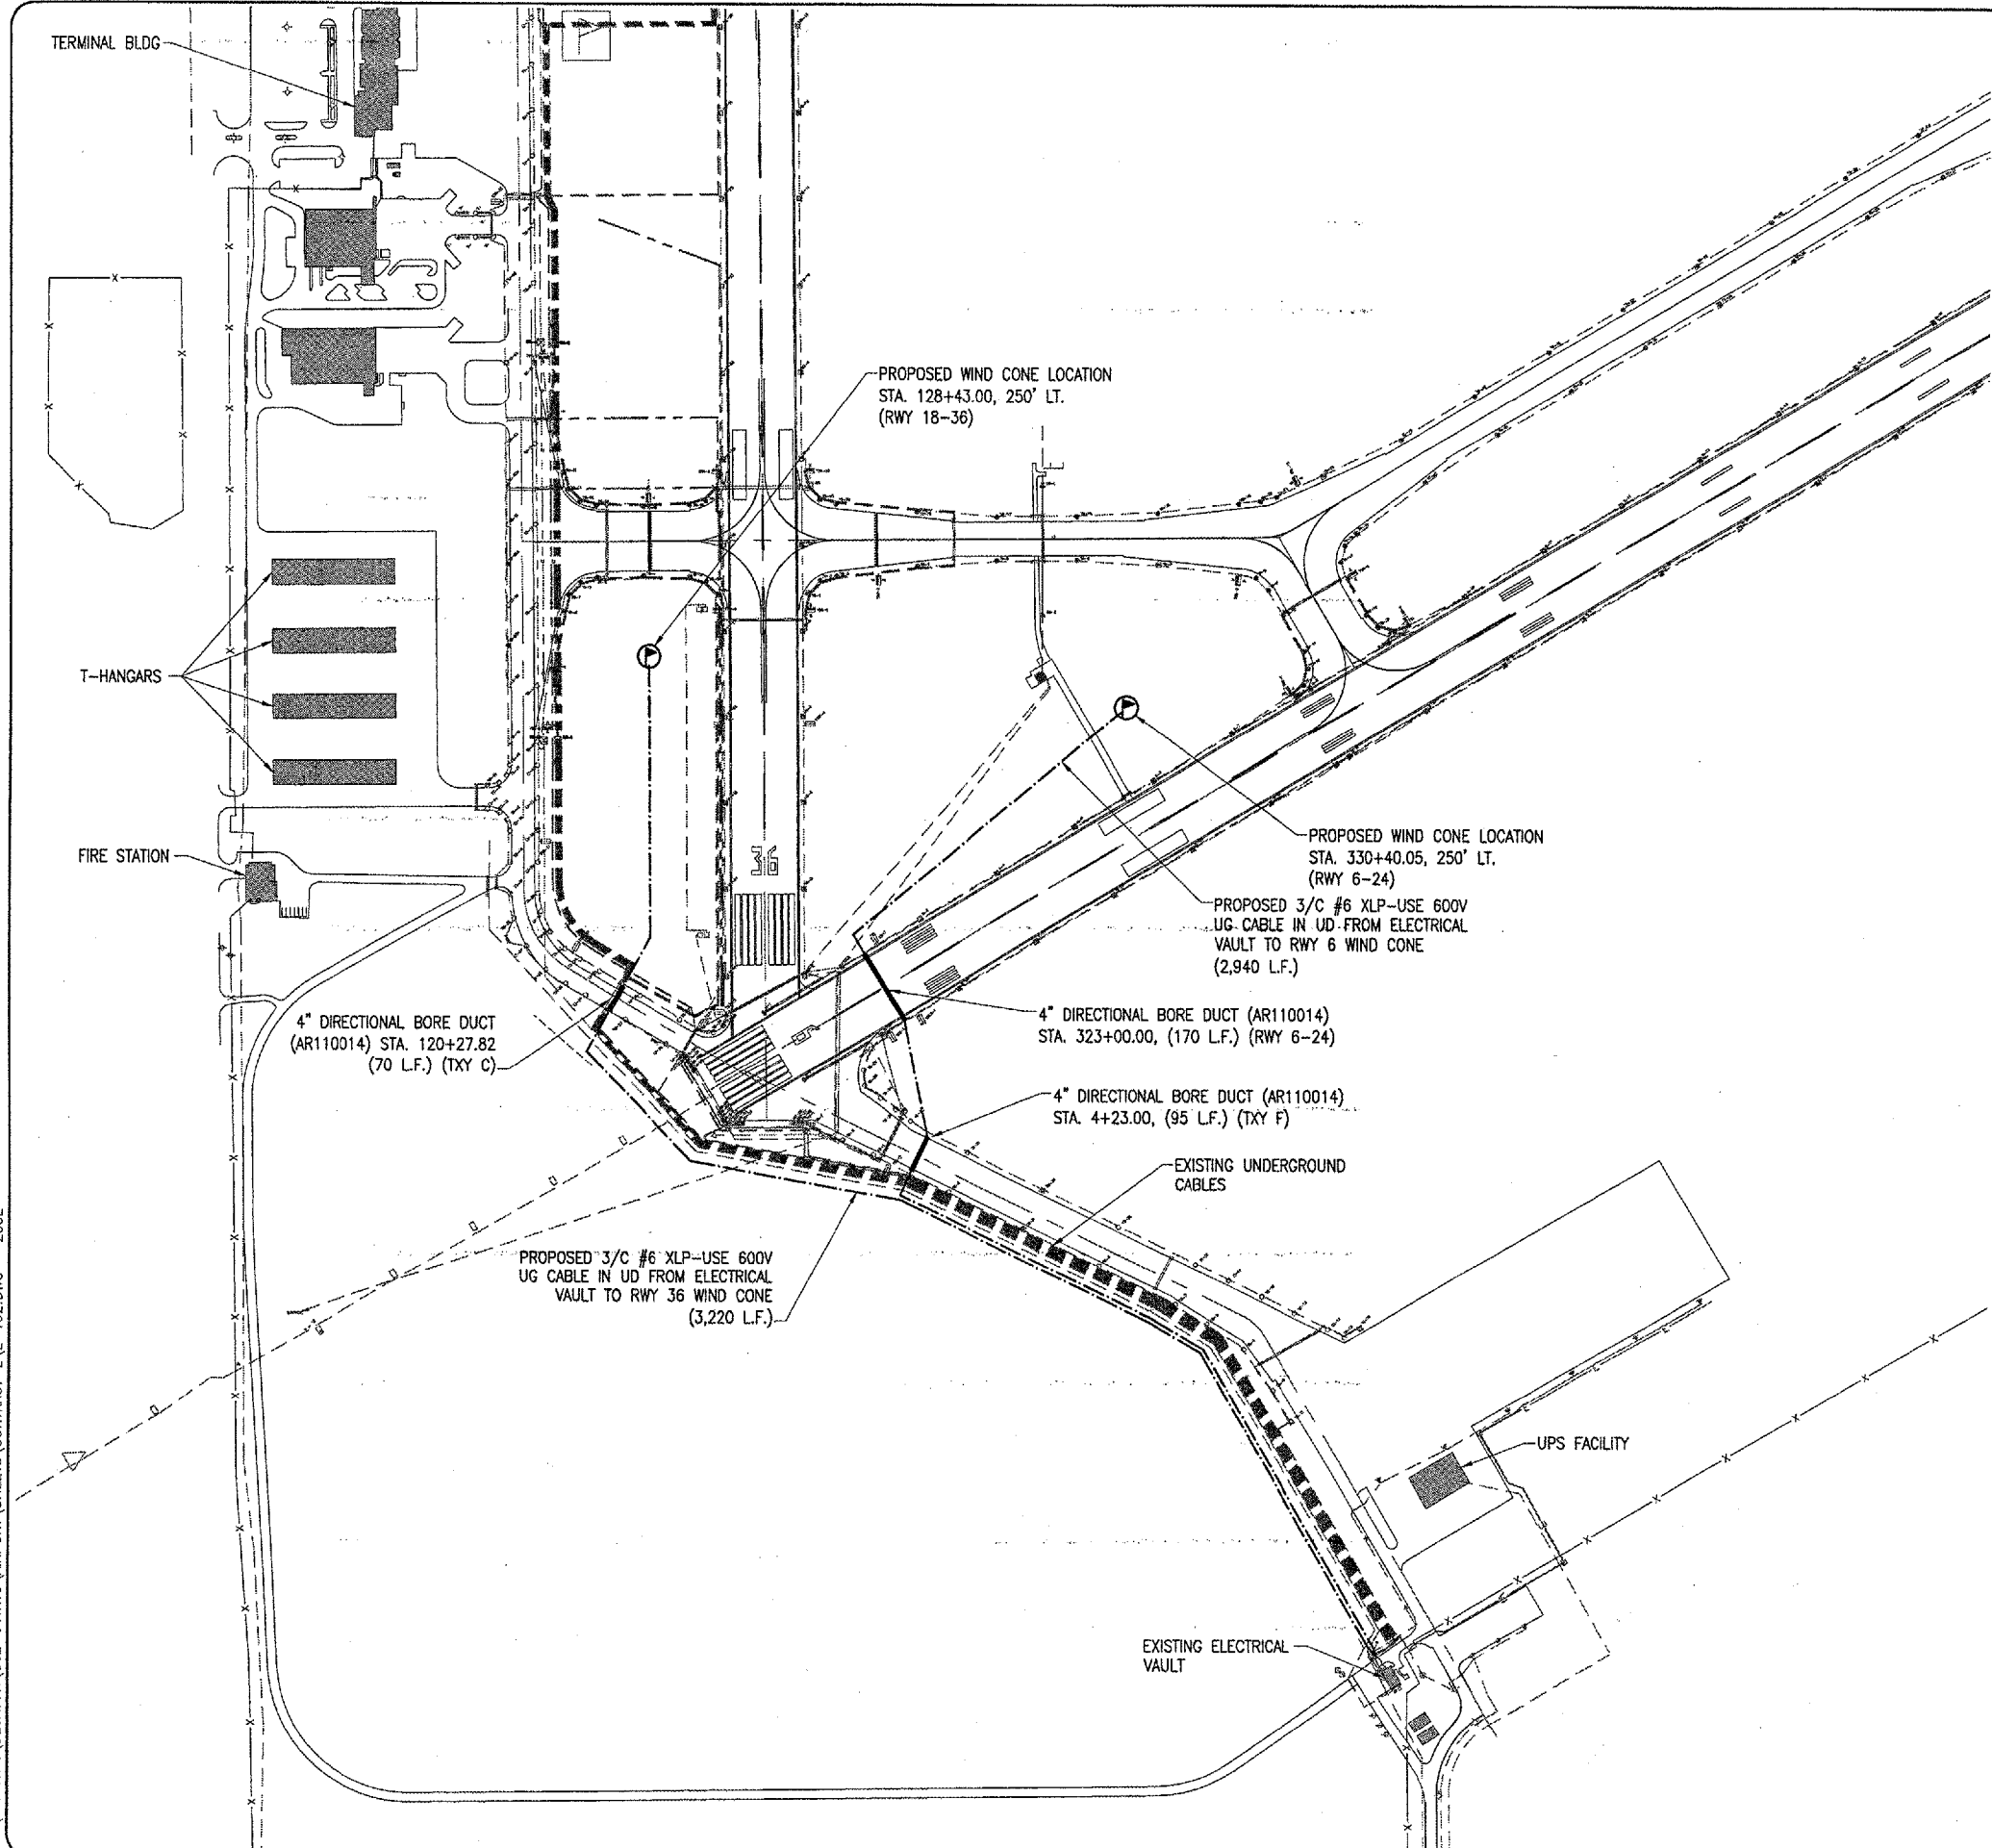 TERMINAL BLDG
PROPOSED WIND CONE LOCATION
STA. 128+43.00, 250' LT.
(RWY 18-36)
T-HANGARS
FIRE STATION
36
PROPOSED WIND CONE LOCATION
STA. 330+40.05, 250' LT.
(RWY 6-24)
PROPOSED 3/C #6 XLP-USE 600V
UG CABLE IN UD FROM ELECTRICAL
VAULT TO RWY 6 WIND CONE
(2,940 L.F.)
4" DIRECTIONAL BORE DUCT
(AR110014) STA. 120+27.82
(70 L.F.) (TXY C)
6
4" DIRECTIONAL BORE DUCT (AR110014)
STA. 323+00.00, (170 L.F.) (RWY 6-24)
4" DIRECTIONAL BORE DUCT (AR110014)
STA. 4+23.00, (95 L.F.) (TXY F)
EXISTING UNDERGROUND
CABLES
PROPOSED 3/C #6 XLP-USE 600V
UG CABLE IN UD FROM ELECTRICAL
VAULT TO RWY 36 WIND CONE
(3,220 L.F.)
UPS FACILITY
EXISTING ELECTRICAL
VAULT